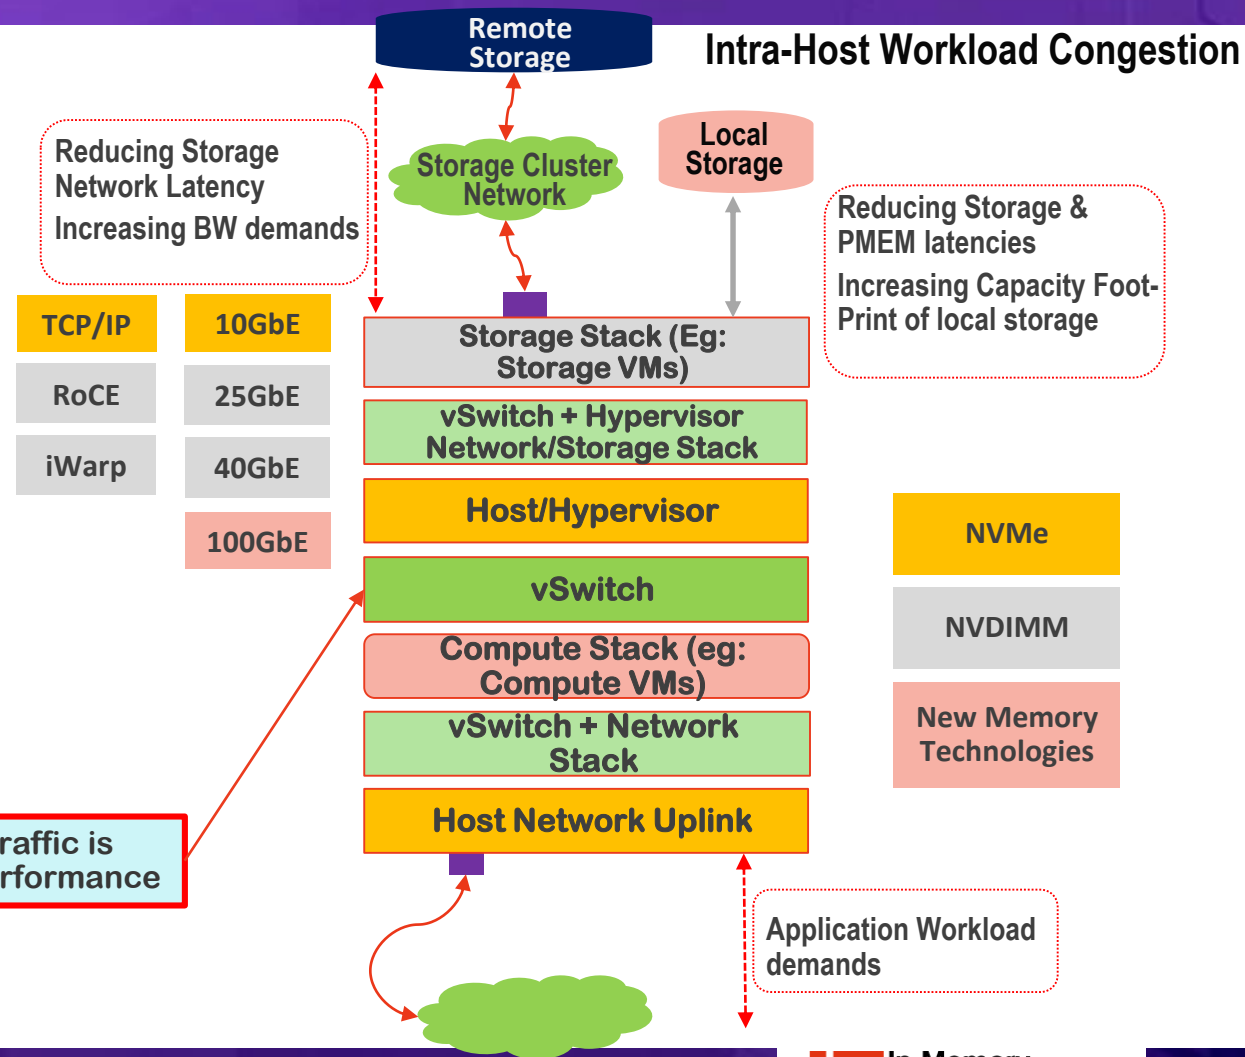 Remote
Storage
Intra-Host Workload Congestion
Reducing Storage
Network Latency
Increasing BW demands
Storage Cluster
Network
Local
Storage
Reducing Storage &
PMEM latencies
Increasing Capacity Foot-
Print of local storage
TCP/IP
RoCE
iWarp
10GbE
25GbE
40GbE
100GbE
Storage Stack (Eg:
Storage VMs)
vSwitch + Hypervisor
Network/Storage Stack
Host/Hypervisor
vSwitch
Compute Stack (eg:
Compute VMs)
vSwitch + Network
Stack
Host Network Uplink
NVMe
NVDIMM
New Memory
Technologies
raffic is
rformance
Application Workload
demands
In-Memory